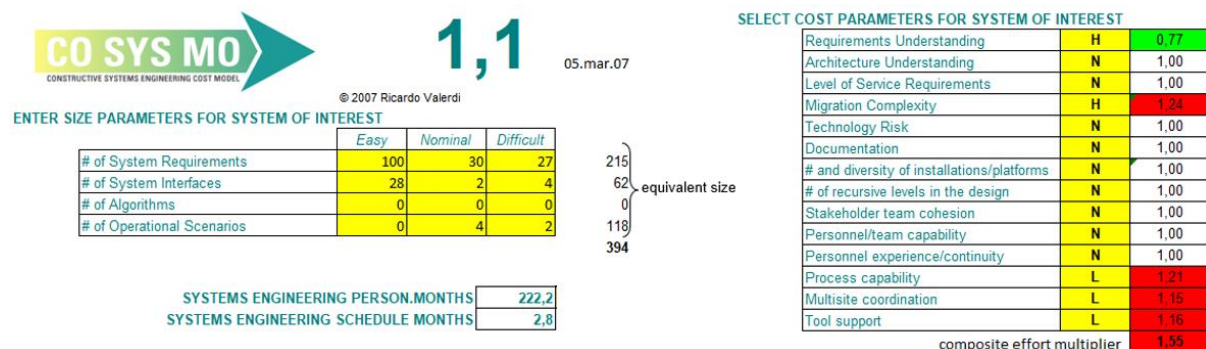 CO SYS MO
CONSTRUCTIVE SYSTEMS ENGINEERING COST MODEL
1,1
05.mar.07
© 2007 Ricardo Valerdi
ENTER SIZE PARAMETERS FOR SYSTEM OF INTEREST
Easy Nominal Difficult
# of System Requirements 100 30 27 215
# of System Interfaces 28 2 4 62
equivalent size
# of Algorithms 0 0 0 0
# of Operational Scenarios 0 4 2 118
394
SYSTEMS ENGINEERING PERSON.MONTHS 222,2
SYSTEMS ENGINEERING SCHEDULE MONTHS 2,8
SELECT COST PARAMETERS FOR SYSTEM OF INTEREST
Requirements Understanding H 0,77
Architecture Understanding N 1,00
Level of Service Requirements N 1,00
Migration Complexity H 1,24
Technology Risk N 1,00
Documentation N 1,00
# and diversity of installations/platforms N 1,00
# of recursive levels in the design N 1,00
Stakeholder team cohesion N 1,00
Personnel/team capability N 1,00
Personnel experience/continuity N 1,00
Process capability L 1,21
Multisite coordination L 1,15
Tool support L 1,16
composite effort multiplier 1,55